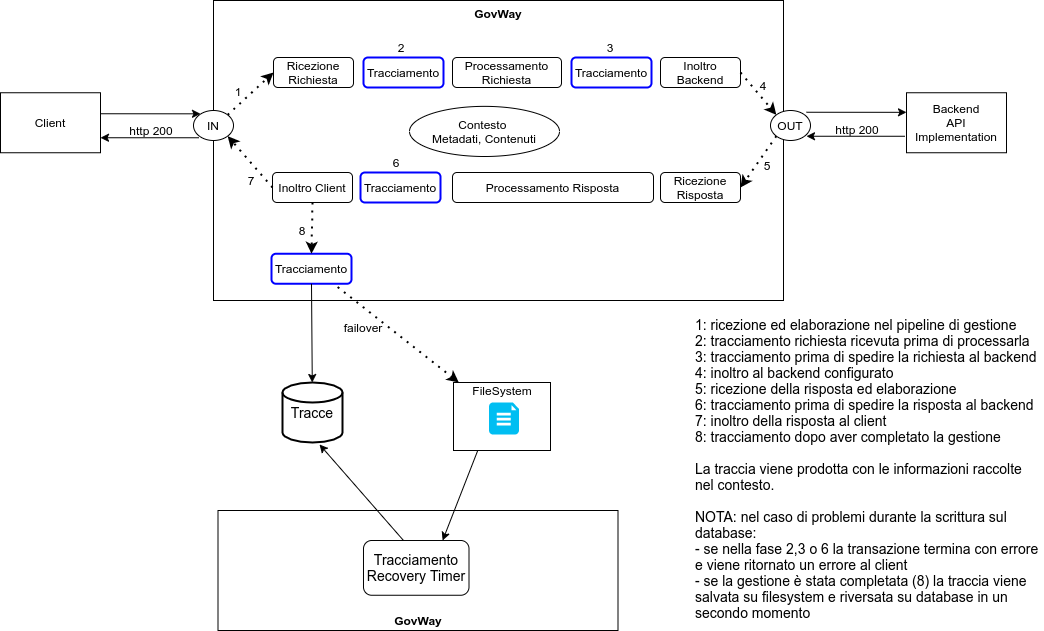 GovWay
2
3
Ricezione
Richiesta
Tracciamento
Processamento
Richiesta
Tracciamento
Inoltro
Backend
1
4
Client
http 200
IN
Contesto
Metadati, Contenuti
OUT
http 200
Backend
API
Implementation
6
7
5
Inoltro Client
Tracciamento
Processamento Risposta
Ricezione
Risposta
8
Tracciamento
failover
Tracce
FileSystem
Tracciamento
Recovery Timer
GovWay
1: ricezione ed elaborazione nel pipeline di gestione
2: tracciamento richiesta ricevuta prima di processarla
3: tracciamento prima di spedire la richiesta al backend
4: inoltro al backend configurato
5: ricezione della risposta ed elaborazione
6: tracciamento prima di spedire la risposta al backend
7: inoltro della risposta al client
8: tracciamento dopo aver completato la gestione
La traccia viene prodotta con le informazioni raccolte
nel contesto.
NOTA: nel caso di problemi durante la scrittura sul
database:
- se nella fase 2,3 o 6 la transazione termina con errore
e viene ritornato un errore al client
- se la gestione è stata completata (8) la traccia viene
salvata su filesystem e riversata su database in un
secondo momento